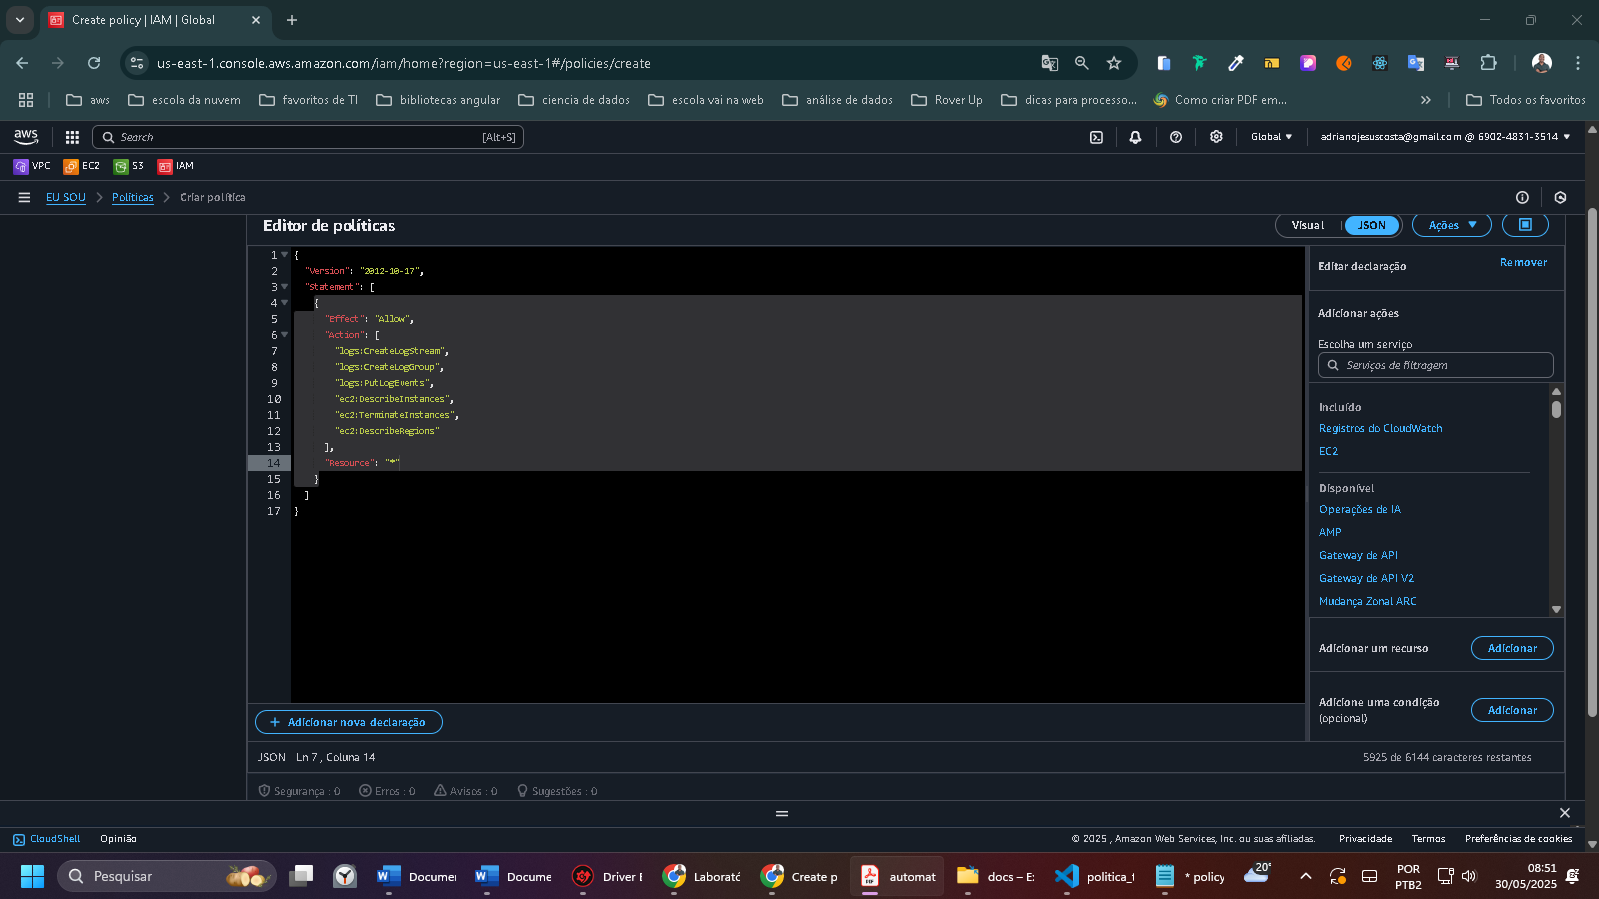 Create policy | IAM | Global
us-east-1.console.aws.amazon.com/iam/home?region=us-east-1#/policies/create
aws
escola da nuvem
favoritos de TI
bibliotecas angular
ciencia de dados
escola vai na web
análise de dados
Rover Up
dicas para processo...
Como criar PDF em...
Todos os favoritos
aws
Search
[Alt+S]
Global
adrianojesuscosta@gmail.com @ 6902-4831-3514
VPC
EC2
S3
IAM
EU SOU
Políticas
Criar política
Editor de políticas
Visual
JSON
Ações
1 {
2 "Version": "2012-10-17",
3 "Statement": [
4 {
5 "Effect": "Allow",
6 "Action": [
7 "logs:CreateLogStream",
8 "logs:CreateLogGroup",
9 "logs:PutLogEvents",
10 "ec2:DescribeInstances",
11 "ec2:TerminateInstances",
12 "ec2:DescribeRegions"
13 ],
14 "Resource": "*"
15 }
16 ]
17 }
Editar declaração
Remover
Adicionar ações
Escolha um serviço
Serviços de filtragem
Incluído
Registros do CloudWatch
EC2
Disponível
Operações de IA
AMP
Gateway de API
Gateway de API V2
Mudança Zonal ARC
Adicionar um recurso
Adicionar
Adicione uma condição
(opcional)
Adicionar
+ Adicionar nova declaração
JSON
Ln 7 , Coluna 14
5925 de 6144 caracteres restantes
Segurança : 0
Erros : 0
Avisos : 0
Sugestões : 0
CloudShell
Opinião
© 2025 , Amazon Web Services, Inc. ou suas afiliadas.
Privacidade
Termos
Preferências de cookies
Pesquisar
Documen
Docume
Driver E
Laborató
Create p
automat
docs – Ex
politica_t
* policy
20°
POR
PTB2
08:51
30/05/2025